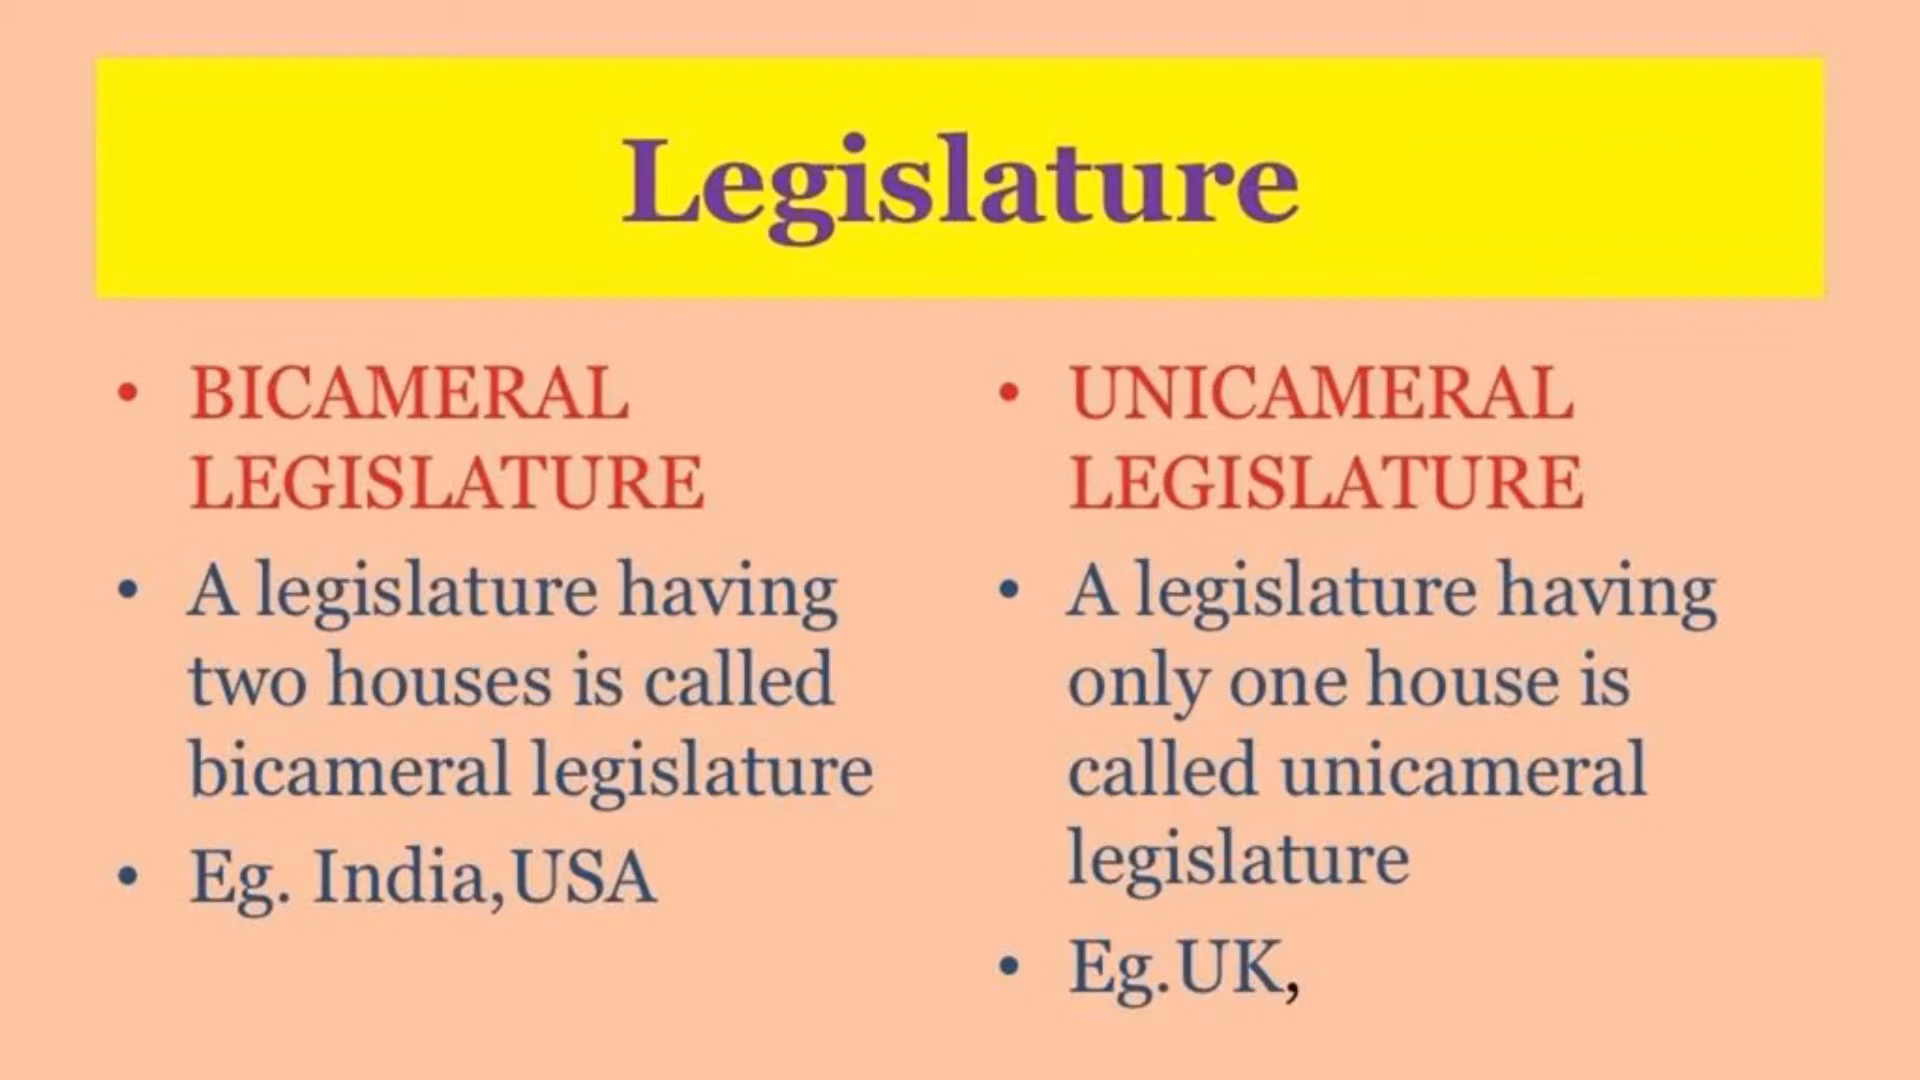 Legislature
• BICAMERAL
LEGISLATURE
• A legislature having
two houses is called
bicameral legislature
• Eg. India,USA
• UNICAMERAL
LEGISLATURE
• A legislature having
only one house is
called unicameral
legislature
• Eg.UK,